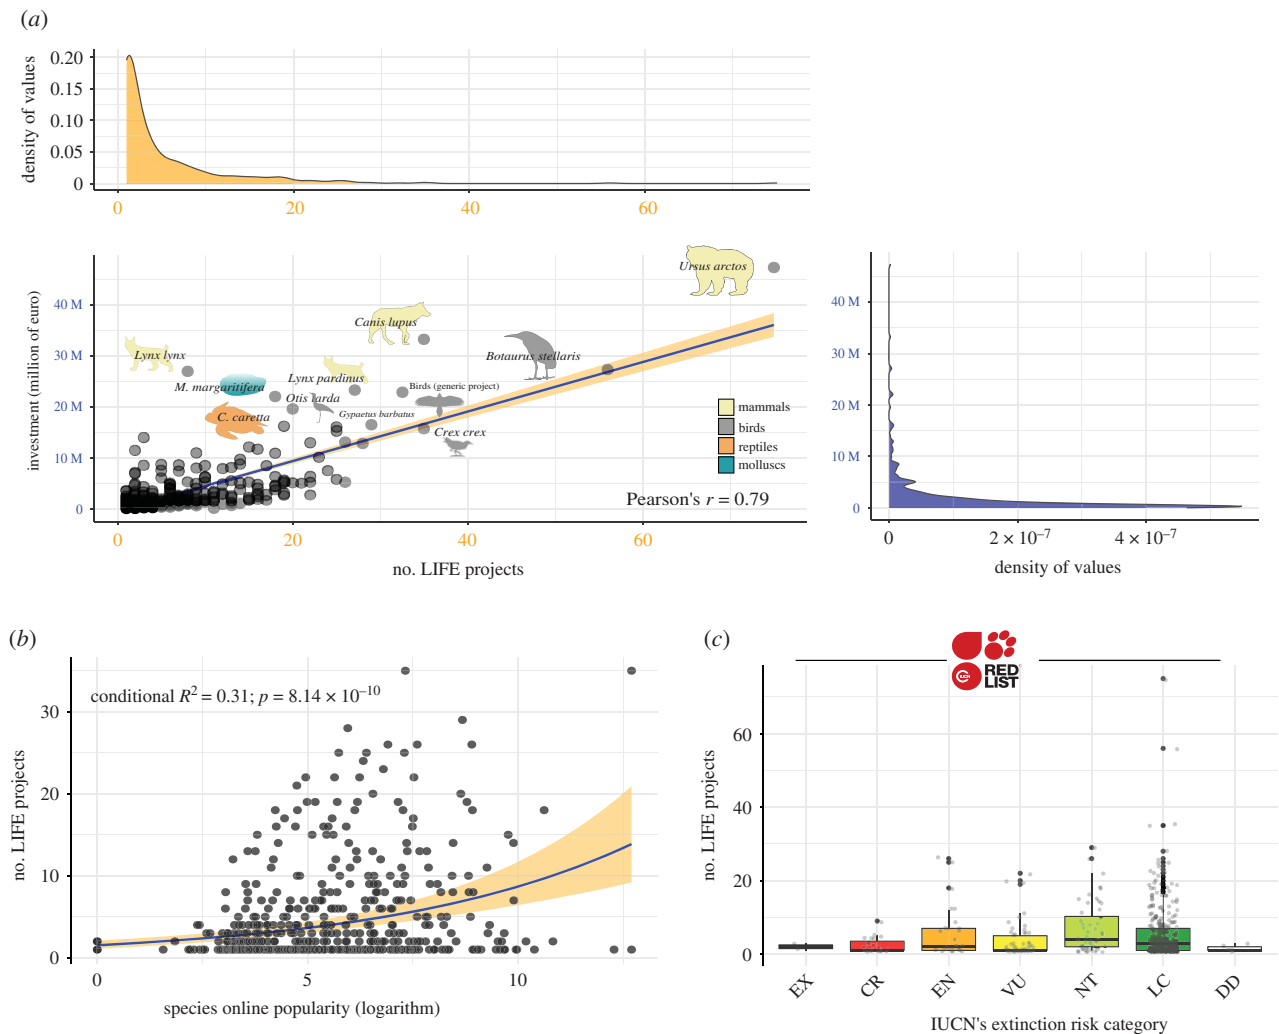 (a)
density of values
0.20
0.15
0.10
0.05
0
0 20 40 60
investment (million of euro)
40 M
30 M
20 M
10 M
0
Ursus arctos
Canis lupus
Lynx lynx
Botaurus stellaris
Lynx pardinus
M. margaritifera
Birds (generic project)
Otis tarda
C. caretta
Gypaetus barbatus
Crex crex
mammals
birds
reptiles
molluscs
Pearson's r = 0.79
0 20 40 60
no. LIFE projects
40 M
30 M
20 M
10 M
0
0 2 × 10⁻⁷ 4 × 10⁻⁷
density of values
(b)
conditional R² = 0.31; p = 8.14 × 10⁻¹⁰
no. LIFE projects
30
20
10
0
0 5 10
species online popularity (logarithm)
(c)
IUCN
RED
LIST
no. LIFE projects
60
40
20
0
EX CR EN VU NT LC DD
IUCN's extinction risk category